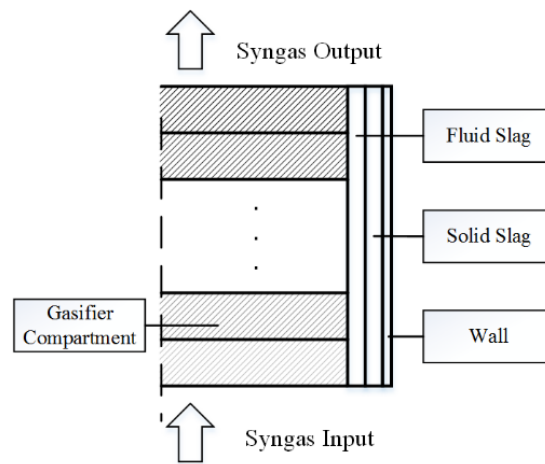 Syngas Output
Fluid Slag
Solid Slag
Gasifier
Compartment
Wall
Syngas Input